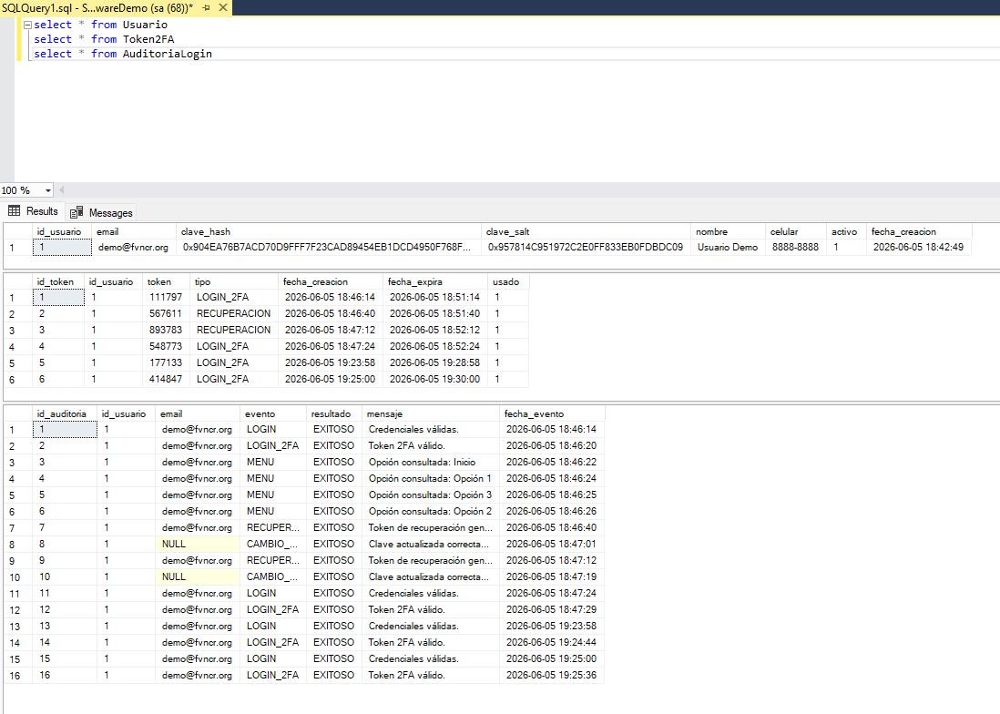 SQLQuery1.sql - S...wareDemo (sa (68))*
select * from Usuario
select * from Token2FA
select * from AuditoriaLogin
100 %
Results Messages
id_usuario email clave_hash clave_salt nombre celular activo fecha_creacion
1 1 demo@fvncr.org 0x904EA76B7ACD70D9FFF7F23CAD89454EB1DCD4950F768F... 0x957814C951972C2E0FF833EB0FDBDC09 Usuario Demo 8888-8888 1 2026-06-05 18:42:49
id_token id_usuario token tipo fecha_creacion fecha_expira usado
1 1 1 111797 LOGIN_2FA 2026-06-05 18:46:14 2026-06-05 18:51:14 1
2 2 1 567611 RECUPERACION 2026-06-05 18:46:40 2026-06-05 18:51:40 1
3 3 1 893783 RECUPERACION 2026-06-05 18:47:12 2026-06-05 18:52:12 1
4 4 1 548773 LOGIN_2FA 2026-06-05 18:47:24 2026-06-05 18:52:24 1
5 5 1 177133 LOGIN_2FA 2026-06-05 19:23:58 2026-06-05 19:28:58 1
6 6 1 414847 LOGIN_2FA 2026-06-05 19:25:00 2026-06-05 19:30:00 1
id_auditoria id_usuario email evento resultado mensaje fecha_evento
1 1 1 demo@fvncr.org LOGIN EXITOSO Credenciales válidas. 2026-06-05 18:46:14
2 2 1 demo@fvncr.org LOGIN_2FA EXITOSO Token 2FA válido. 2026-06-05 18:46:20
3 3 1 demo@fvncr.org MENU EXITOSO Opción consultada: Inicio 2026-06-05 18:46:22
4 4 1 demo@fvncr.org MENU EXITOSO Opción consultada: Opción 1 2026-06-05 18:46:24
5 5 1 demo@fvncr.org MENU EXITOSO Opción consultada: Opción 3 2026-06-05 18:46:25
6 6 1 demo@fvncr.org MENU EXITOSO Opción consultada: Opción 2 2026-06-05 18:46:26
7 7 1 demo@fvncr.org RECUPER... EXITOSO Token de recuperación gen... 2026-06-05 18:46:40
8 8 1 NULL CAMBIO_... EXITOSO Clave actualizada correcta... 2026-06-05 18:47:01
9 9 1 demo@fvncr.org RECUPER... EXITOSO Token de recuperación gen... 2026-06-05 18:47:12
10 10 1 NULL CAMBIO_... EXITOSO Clave actualizada correcta... 2026-06-05 18:47:19
11 11 1 demo@fvncr.org LOGIN EXITOSO Credenciales válidas. 2026-06-05 18:47:24
12 12 1 demo@fvncr.org LOGIN_2FA EXITOSO Token 2FA válido. 2026-06-05 18:47:29
13 13 1 demo@fvncr.org LOGIN EXITOSO Credenciales válidas. 2026-06-05 19:23:58
14 14 1 demo@fvncr.org LOGIN_2FA EXITOSO Token 2FA válido. 2026-06-05 19:24:44
15 15 1 demo@fvncr.org LOGIN EXITOSO Credenciales válidas. 2026-06-05 19:25:00
16 16 1 demo@fvncr.org LOGIN_2FA EXITOSO Token 2FA válido. 2026-06-05 19:25:36